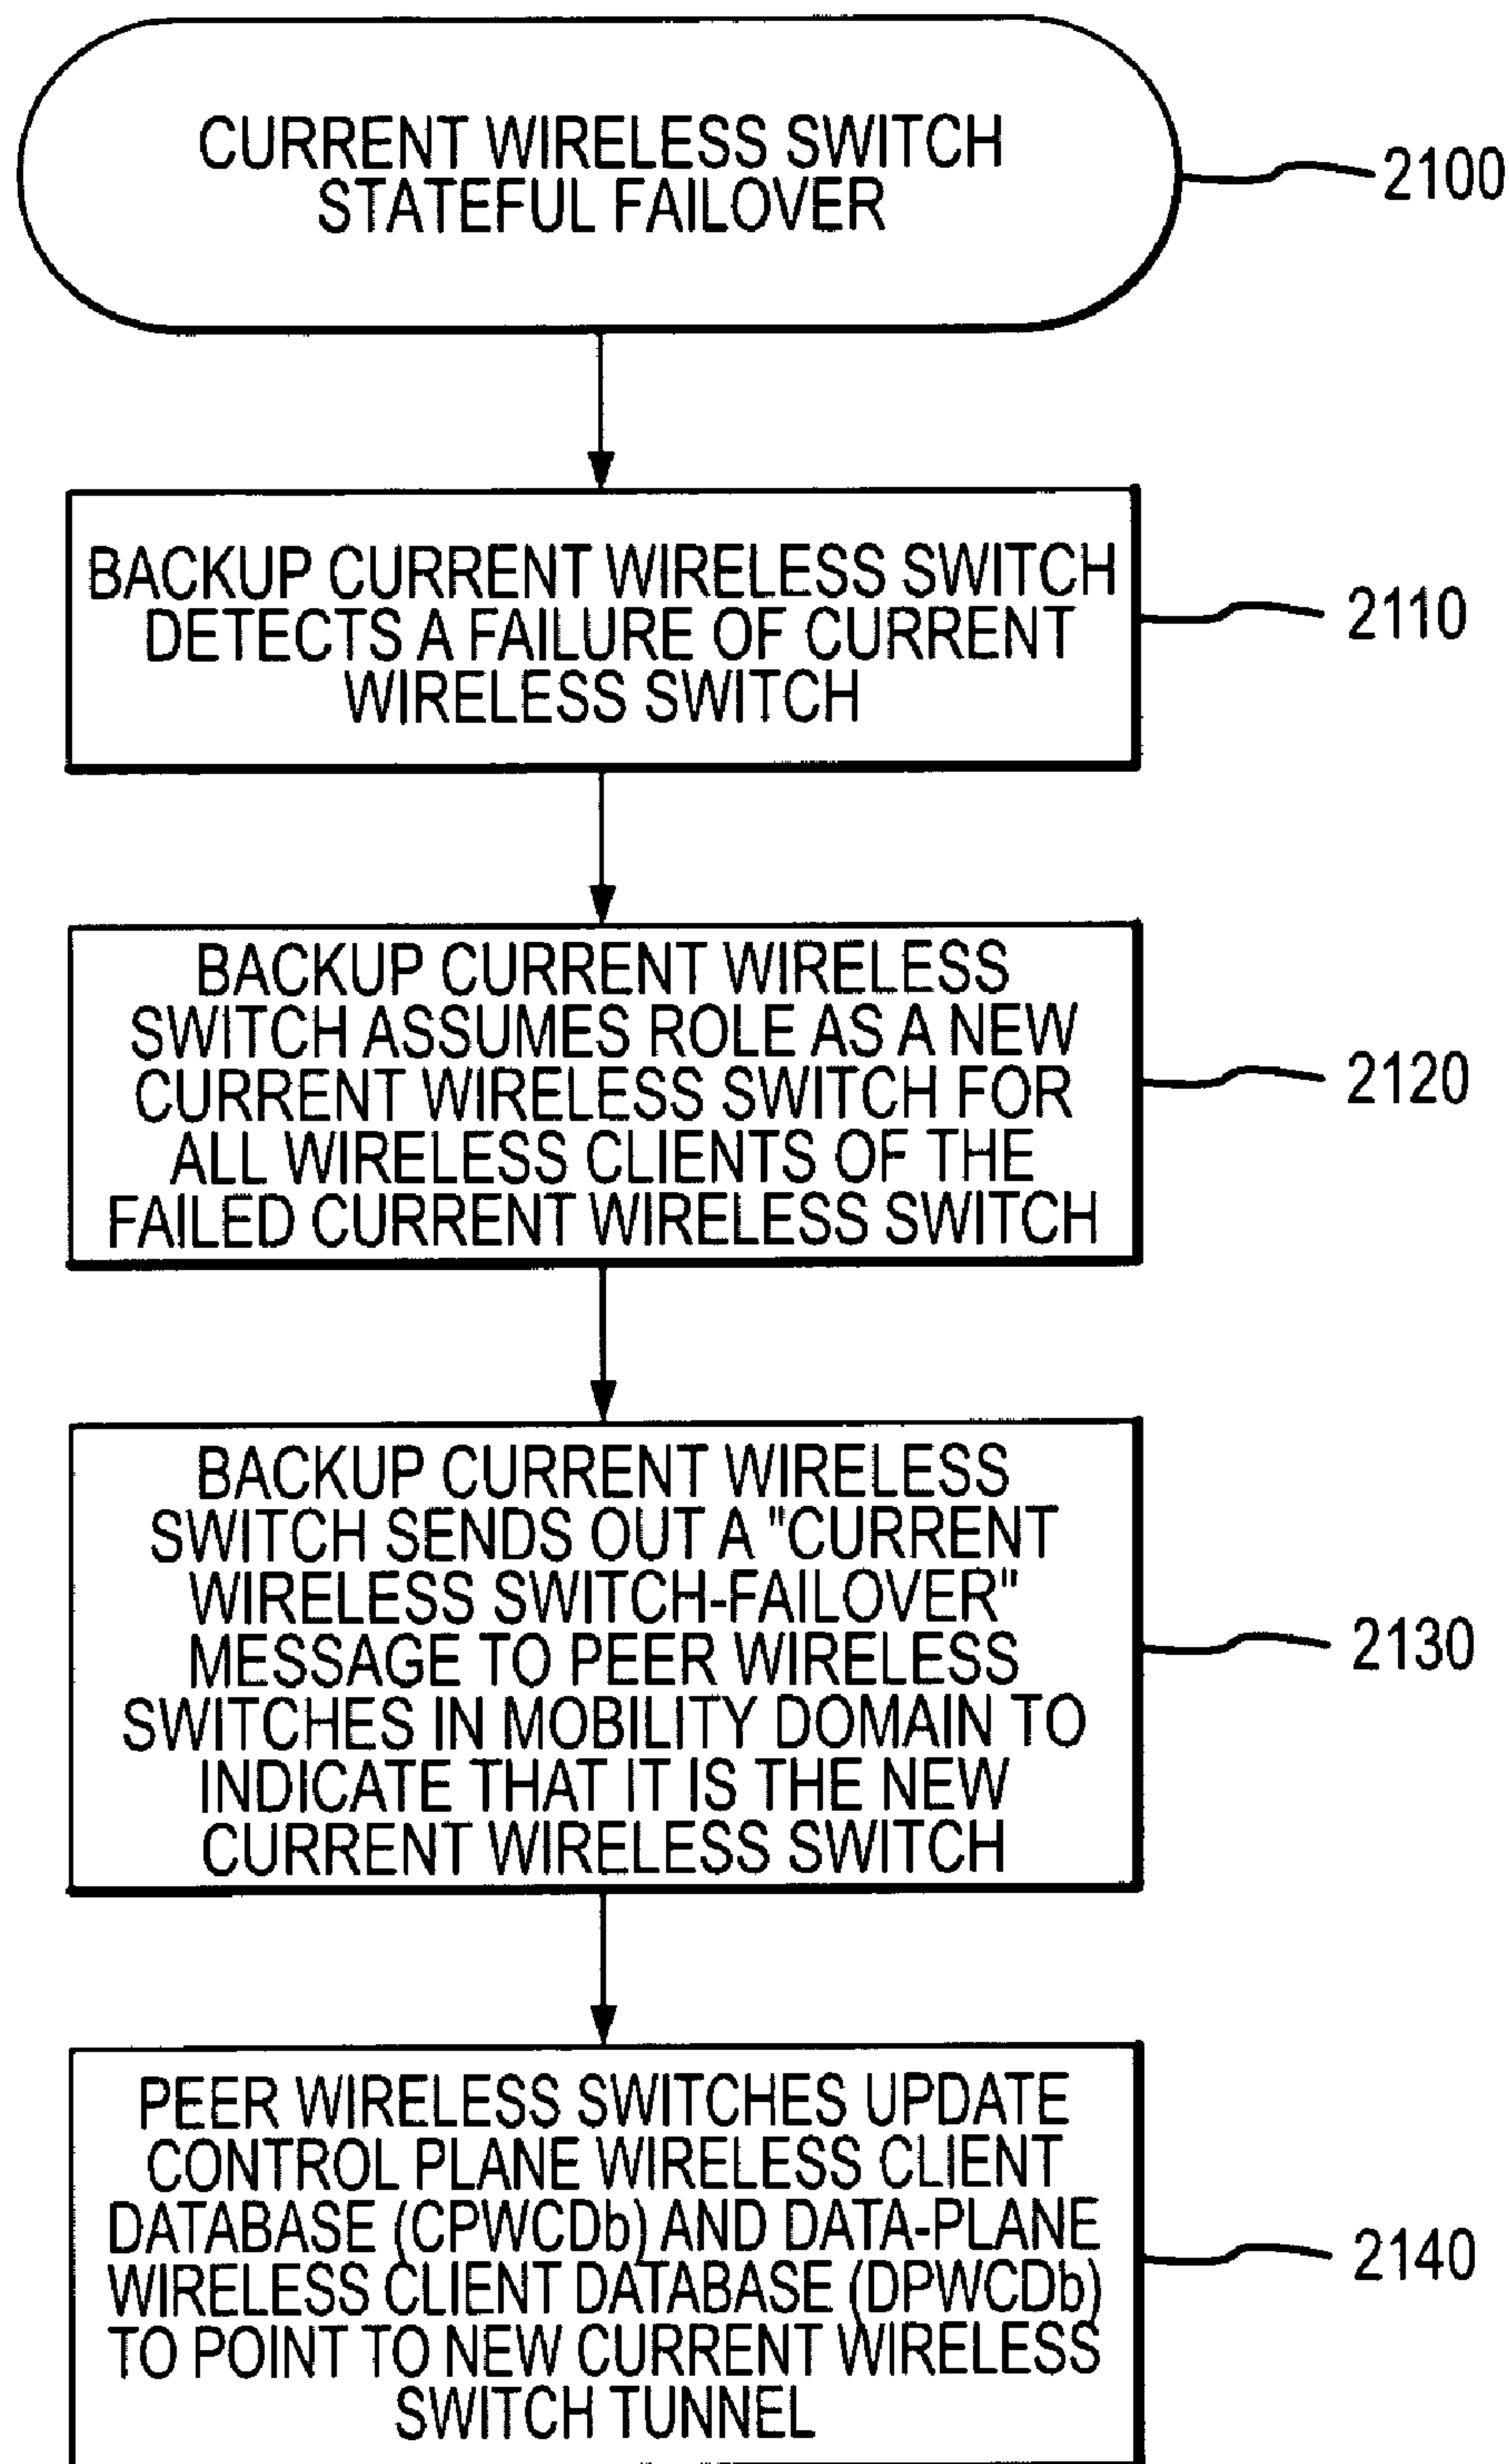 CURRENT WIRELESS SWITCH
STATEFUL FAILOVER
2100
BACKUP CURRENT WIRELESS SWITCH
DETECTS A FAILURE OF CURRENT
WIRELESS SWITCH
2110
BACKUP CURRENT WIRELESS
SWITCH ASSUMES ROLE AS A NEW
CURRENT WIRELESS SWITCH FOR
ALL WIRELESS CLIENTS OF THE
FAILED CURRENT WIRELESS SWITCH
2120
BACKUP CURRENT WIRELESS
SWITCH SENDS OUT A "CURRENT
WIRELESS SWITCH-FAILOVER"
MESSAGE TO PEER WIRELESS
SWITCHES IN MOBILITY DOMAIN TO
INDICATE THAT IT IS THE NEW
CURRENT WIRELESS SWITCH
2130
PEER WIRELESS SWITCHES UPDATE
CONTROL PLANE WIRELESS CLIENT
DATABASE (CPWCDb) AND DATA-PLANE
WIRELESS CLIENT DATABASE (DPWCDb)
TO POINT TO NEW CURRENT WIRELESS
SWITCH TUNNEL
2140